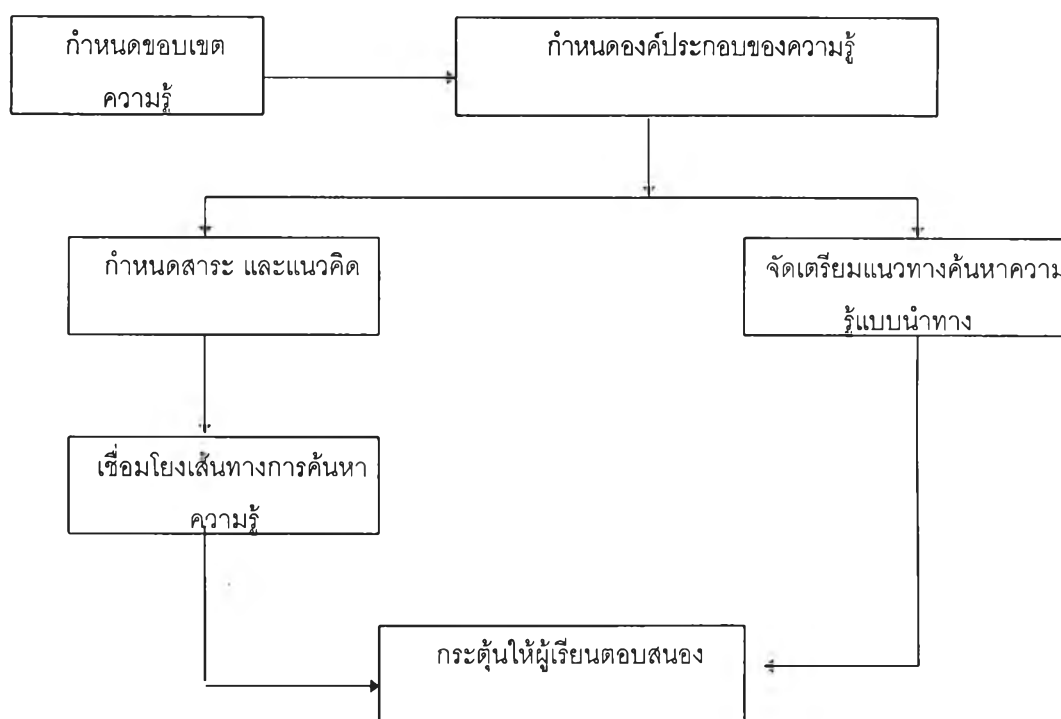 กำหนดขอบเขต
ความรู้
กำหนดองค์ประกอบของความรู้
กำหนดสาระ และแนวคิด
จัดเตรียมแนวทางค้นหาความ
รู้แบบนำทาง
เชื่อมโยงเส้นทางการค้นหา
ความรู้
กระตุ้นให้ผู้เรียนตอบสนอง